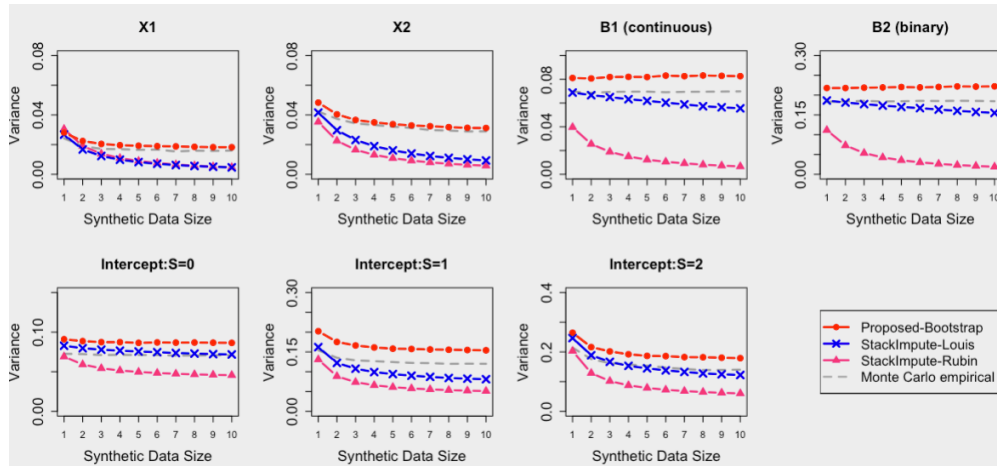 X1
X2
B1 (continuous)
B2 (binary)
Variance
0.00 0.04 0.08
1 2 3 4 5 6 7 8 9 10
Synthetic Data Size
Variance
0.00 0.04 0.08
1 2 3 4 5 6 7 8 9 10
Synthetic Data Size
Variance
0.00 0.04 0.08
1 2 3 4 5 6 7 8 9 10
Synthetic Data Size
Variance
0.00 0.15 0.30
1 2 3 4 5 6 7 8 9 10
Synthetic Data Size
Intercept:S=0
Intercept:S=1
Intercept:S=2
Variance
0.00 0.10
1 2 3 4 5 6 7 8 9 10
Synthetic Data Size
Variance
0.00 0.15 0.30
1 2 3 4 5 6 7 8 9 10
Synthetic Data Size
Variance
0.0 0.2 0.4
1 2 3 4 5 6 7 8 9 10
Synthetic Data Size
Proposed-Bootstrap
StackImpute-Louis
StackImpute-Rubin
Monte Carlo empirical